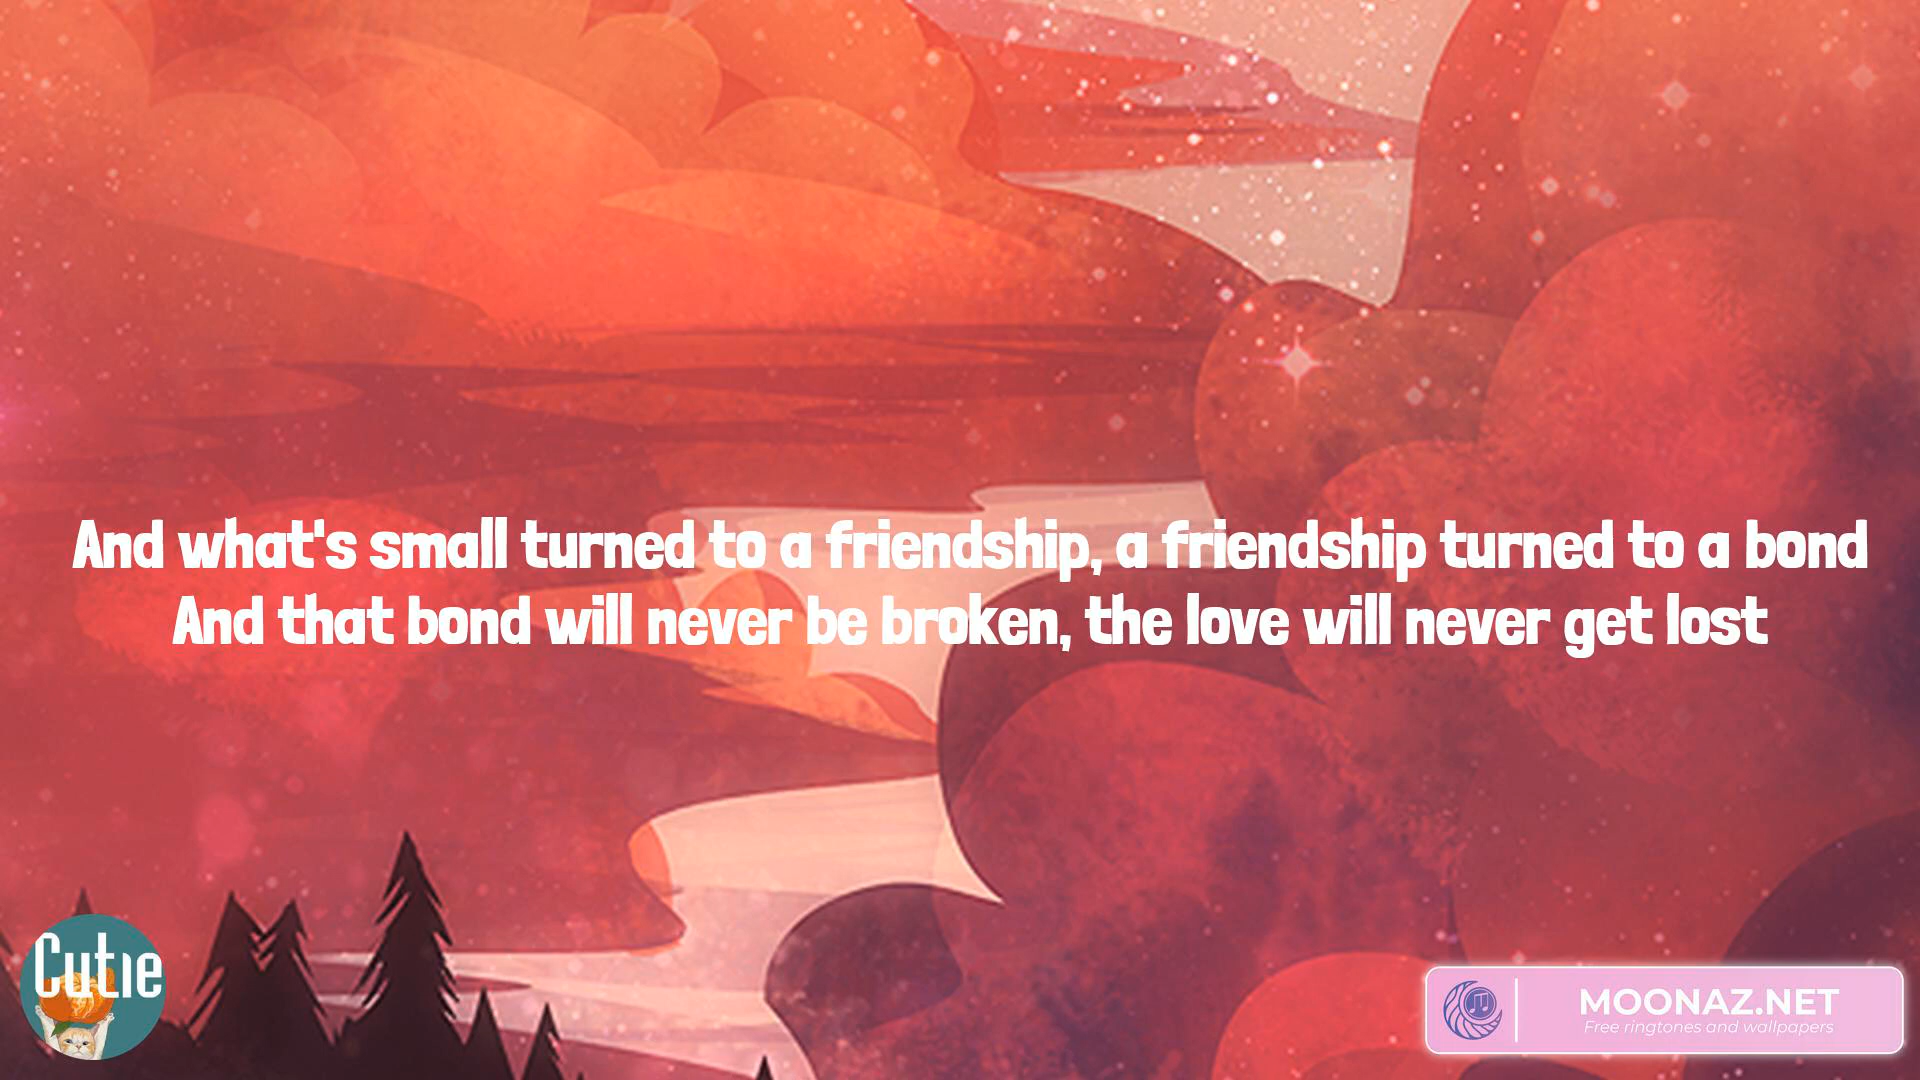 And what's small turned to a friendship, a friendship turned to a bond
And that bond will never be broken, the love will never get lost
Cutie
MOONAZ.NET
Free ringtones and wallpapers